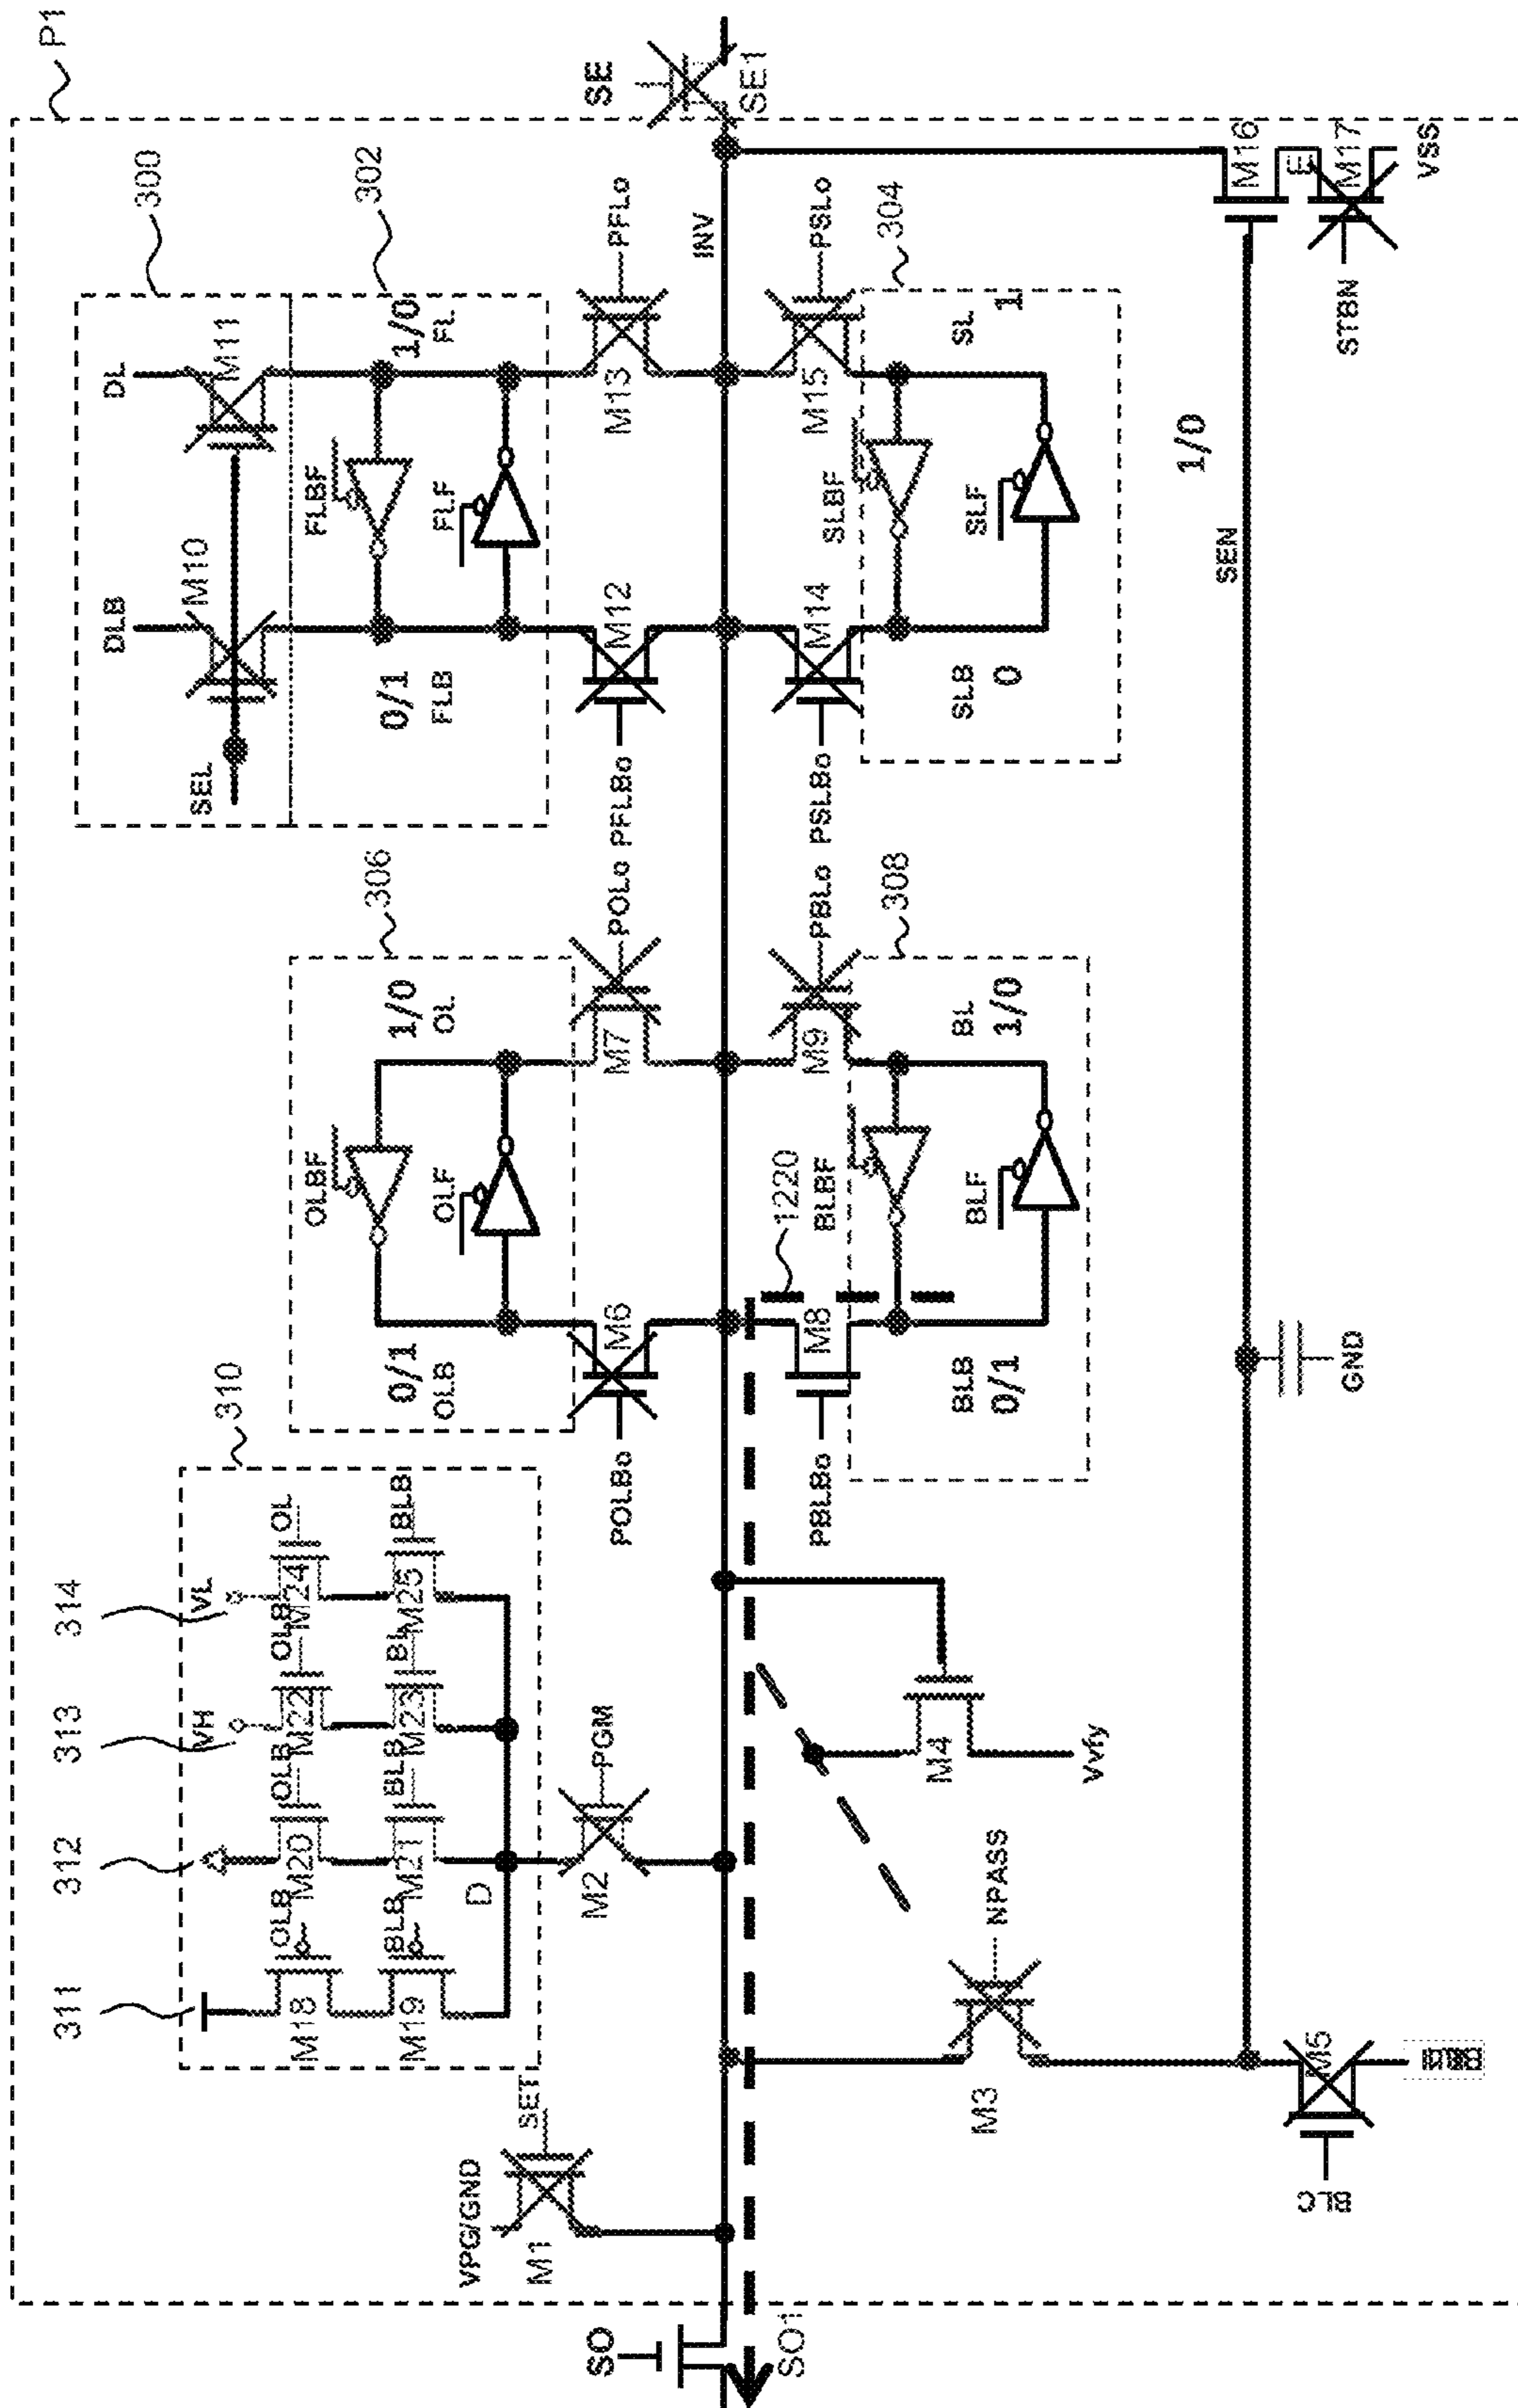 P1
SE
SE1
300
302
DL
DLB
M11
M10
SEL
1/0
FL
FLBF
FLF
0/1
FLB
PFLo
M13
M12
PFLBo
INV
PSLo
M15
M14
PSLBo
304
SL
1
SLBF
SLF
SLB
0
M16
E
M17
VSS
STBN
1/0
SEN
306
1/0
OL
OLBF
OLF
0/1
OLB
POLo
M7
M6
POLBo
PBLo
M9
M8
PBLBo
308
1220
BL
1/0
BLBF
BLF
BLB
0/1
GND
310
314
313
312
311
VL
VH
OL
M24
OLB
M22
OLB
M20
OLB
M18
BLB
M25
BL
M23
BLB
M21
BLB
M19
D
PGM
M2
M4
Vvfy
NPASS
M3
M5
BLC
SET
VPG/GND
M1
SO
SO1